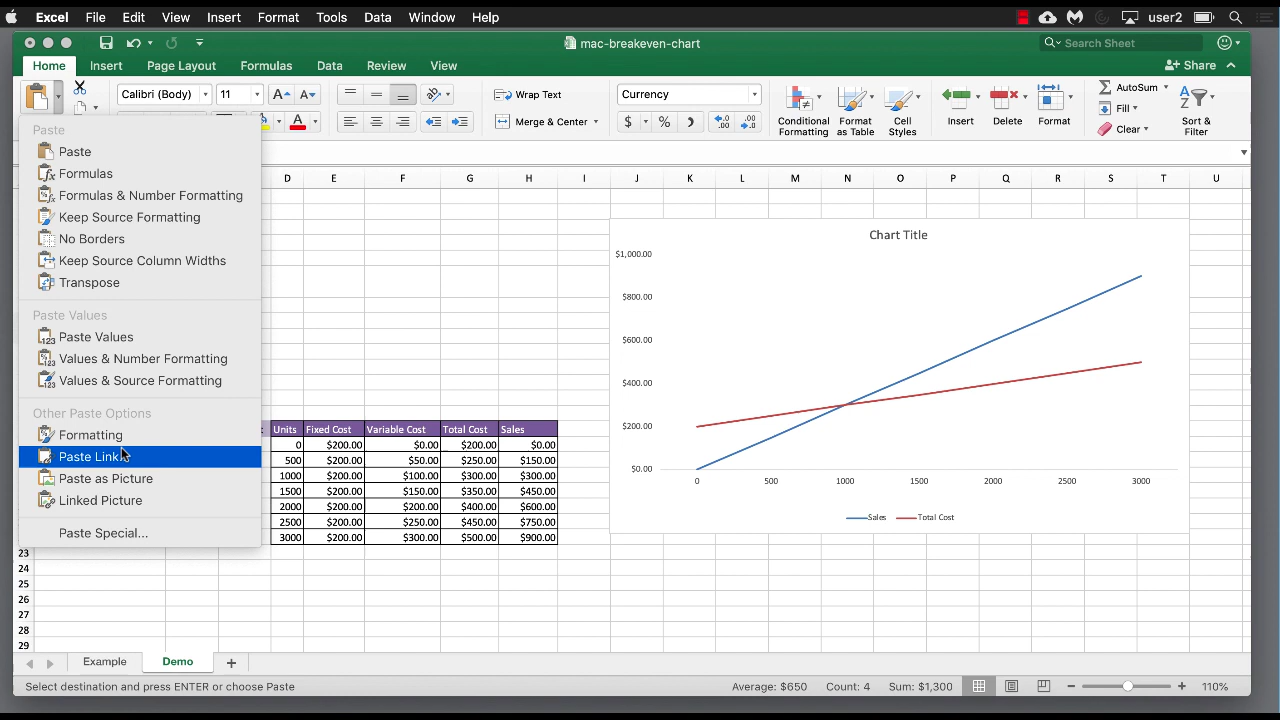 Excel File Edit View Insert Format Tools Data Window Help user2
mac-breakeven-chart
Search Sheet
Home Insert Page Layout Formulas Data Review View
Share
Calibri (Body) 11 A A
Wrap Text
Currency
AutoSum
Fill
Clear
Merge & Center
$ % ,
Conditional Formatting
Format as Table
Cell Styles
Insert
Delete
Format
Sort & Filter
Paste
Paste
Formulas
Formulas & Number Formatting
Keep Source Formatting
No Borders
Keep Source Column Widths
Transpose
Paste Values
Paste Values
Values & Number Formatting
Values & Source Formatting
Other Paste Options
Formatting
Paste Link
Paste as Picture
Linked Picture
Paste Special...
D E F G H I J K L M N O P Q R S T U
Units Fixed Cost Variable Cost Total Cost Sales
0 $200.00 $0.00 $200.00 $0.00
500 $200.00 $50.00 $250.00 $150.00
1000 $200.00 $100.00 $300.00 $300.00
1500 $200.00 $150.00 $350.00 $450.00
2000 $200.00 $200.00 $400.00 $600.00
2500 $200.00 $250.00 $450.00 $750.00
3000 $200.00 $300.00 $500.00 $900.00
Chart Title
$1,000.00
$800.00
$600.00
$400.00
$200.00
$0.00
0 500 1000 1500 2000 2500 3000
Sales Total Cost
23
24
25
26
27
28
29
Example Demo
Select destination and press ENTER or choose Paste
Average: $650 Count: 4 Sum: $1,300
110%